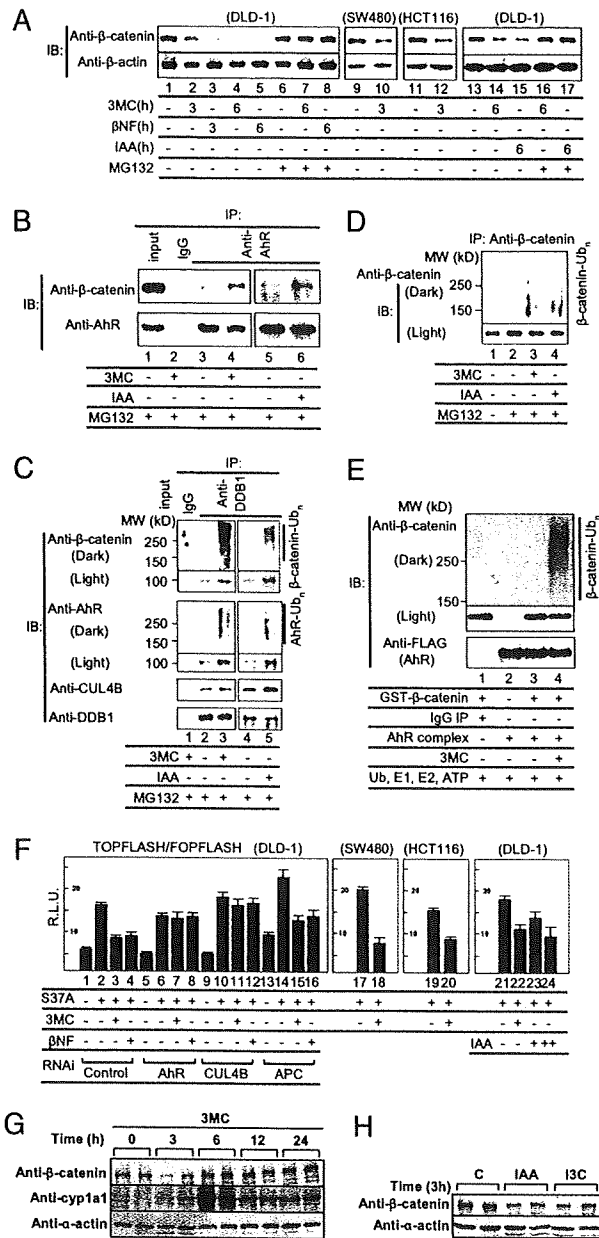 A
(DLD-1) (SW480) (HCT116) (DLD-1)
IB:
Anti-β-catenin
Anti-β-actin
1 2 3 4 5 6 7 8 9 10 11 12 13 14 15 16 17
3MC(h) - 3 - 6 - - 6 - - 3 - 3 - 6 - 6 -
βNF(h) - - 3 - 6 - - 6 - - - - - - - - -
IAA(h) - - - - - - - - - - - - - - 6 - 6
MG132 - - - - - + + + - - - - - - - + +
B
IP:
input IgG Anti-AhR
IB:
Anti-β-catenin
Anti-AhR
1 2 3 4 5 6
3MC - + - + - -
IAA - - - - - +
MG132 + + + + + +
C
IP:
input IgG Anti-DDB1
MW (kD)
IB:
Anti-β-catenin
(Dark)
250
150
β-catenin-Ubn
(Light) 100
Anti-AhR
(Dark)
250
150
AhR-Ubn
(Light) 100
Anti-CUL4B
Anti-DDB1
1 2 3 4 5
3MC + - + - -
IAA - - - - +
MG132 + + + + +
D
IP: Anti-β-catenin
MW (kD)
Anti-β-catenin
(Dark)
250
150
β-catenin-Ubn
IB:
(Light)
1 2 3 4
3MC - - + -
IAA - - - +
MG132 - + + +
E
MW (kD)
Anti-β-catenin
(Dark)
250
150
β-catenin-Ubn
IB:
(Light)
Anti-FLAG
(AhR)
1 2 3 4
GST-β-catenin + - + +
IgG IP + - - -
AhR complex - + + +
3MC - - - +
Ub, E1, E2, ATP + + + +
F
TOPFLASH/FOPFLASH (DLD-1) (SW480) (HCT116) (DLD-1)
R.L.U.
20 20 20 20
10 10 10 10
1 2 3 4 5 6 7 8 9 10 11 12 13 14 15 16 17 18 19 20 21 22 23 24
S37A - + + + - + + + - + + + - + + + + + + + + + + +
3MC - - + - - - + - - - + - - - + - - + - + - + - -
βNF - - - + - - - + - - - + - - - +
IAA - - + ++
RNAi
Control AhR CUL4B APC
G
3MC
Time (h) 0 3 6 12 24
Anti-β-catenin
Anti-cyp1a1
Anti-α-actin
H
Time (3h) C IAA I3C
Anti-β-catenin
Anti-α-actin